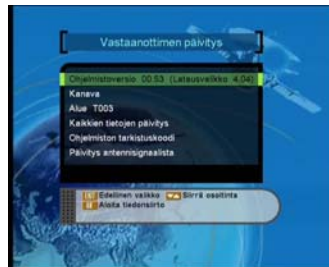 Vastaanottimen päivitys
Ohjelmistoversio 00.53 (Latausvalikko 4.04)
Kanava
Alue T003
Kaikkien tietojen päivitys
Ohjelmiston tarkistuskoodi
Päivitys antennisignaalista
Edellinen valikko Siirrä osoitinta
Aloita tiedonsiirto